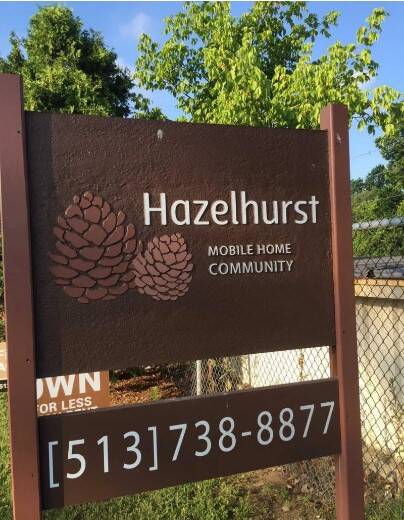 Hazelhurst
MOBILE HOME
COMMUNITY
OWN
FOR LESS
[513]738-8877